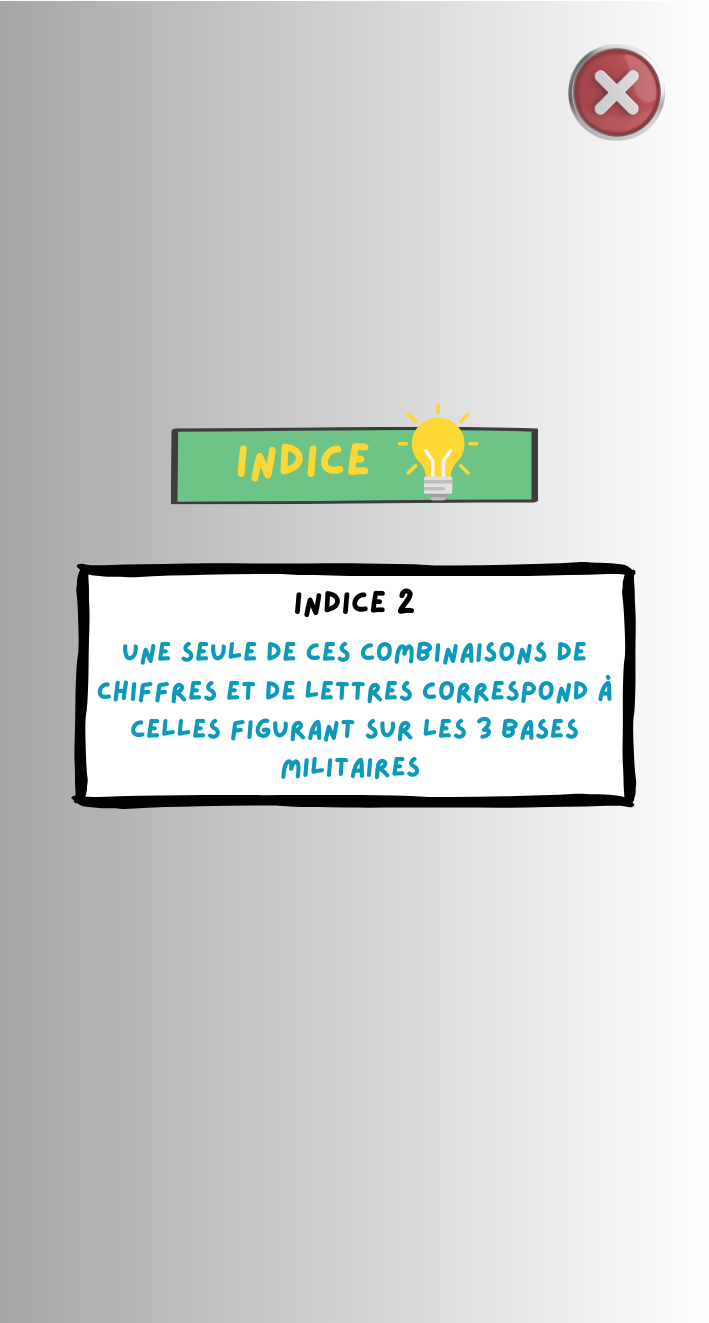 INDICE
INDICE 2
UNE SEULE DE CES COMBINAISONS DE
CHIFFRES ET DE LETTRES CORRESPOND À
CELLES FIGURANT SUR LES 3 BASES
MILITAIRES